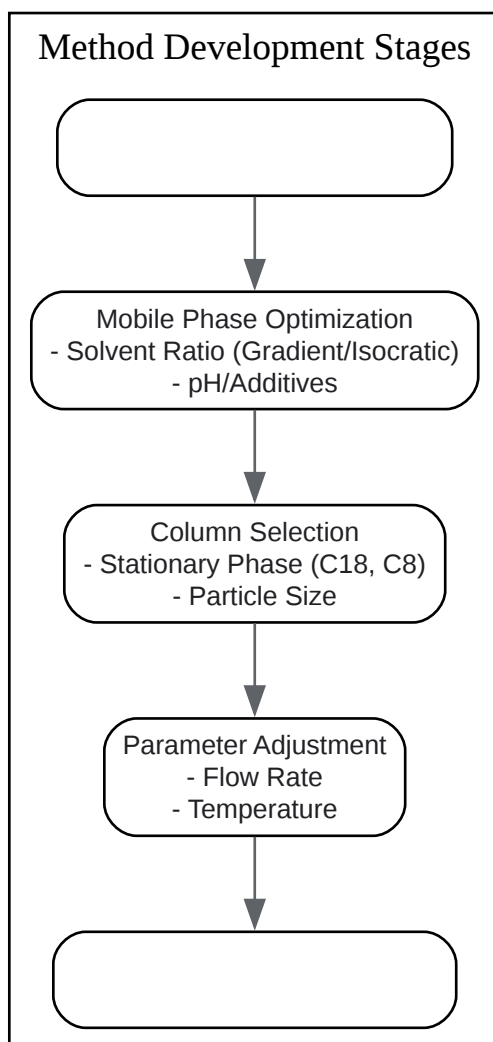 Method Development Stages
Mobile Phase Optimization
- Solvent Ratio (Gradient/Isocratic)
- pH/Additives
Column Selection
- Stationary Phase (C18, C8)
- Particle Size
Parameter Adjustment
- Flow Rate
- Temperature